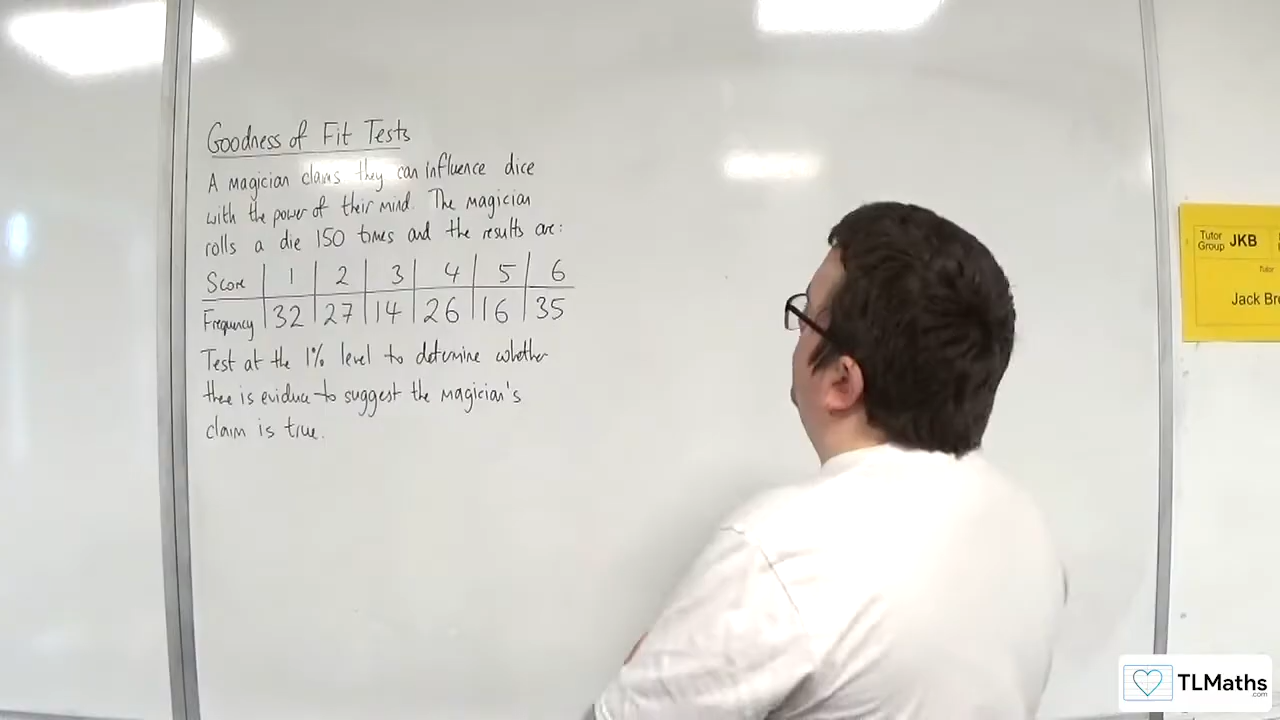 Goodness of Fit Tests
A magician claims they can influence dice
with the power of their mind. The magician
rolls a die 150 times and the results are:
Score 1 2 3 4 5 6
Frequency 32 27 14 26 16 35
Test at the 1% level to determine whether
there is evidence to suggest the magician's
claim is true.
Tutor
Group JKB
Tutor
Jack
TLMaths
.com